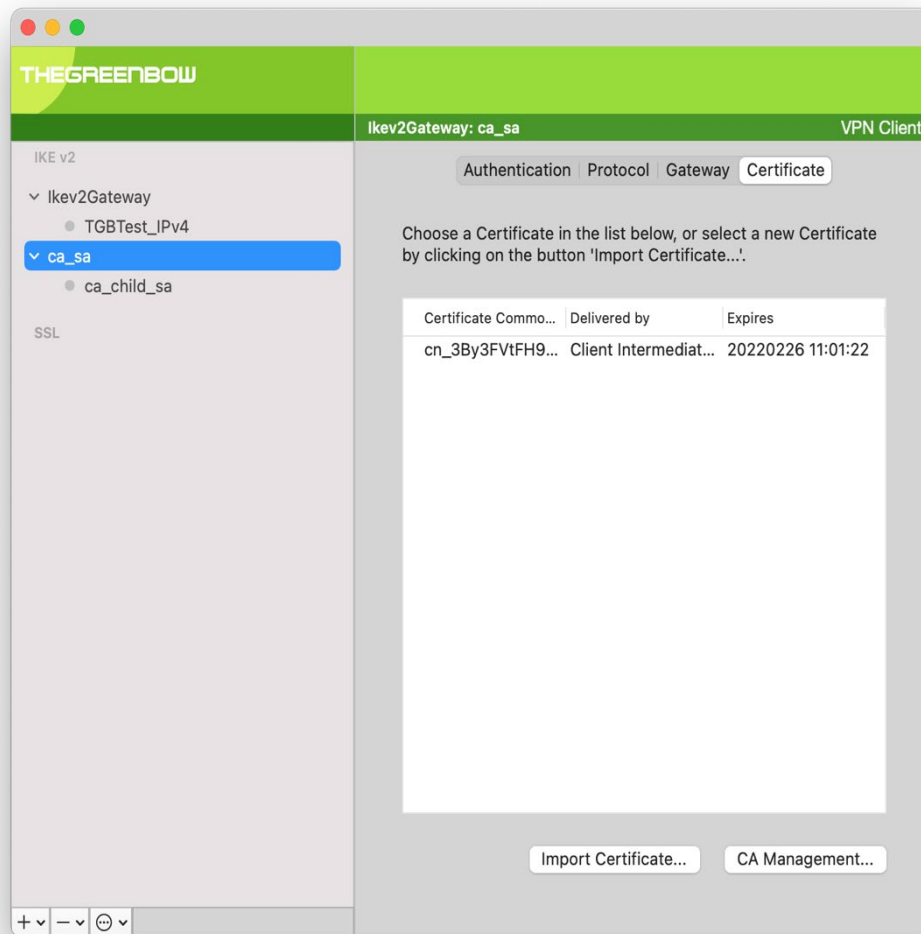 THEGREENBOW
Ikev2Gateway: ca_sa VPN Client
IKE v2
Ikev2Gateway
TGBTest_IPv4
ca_sa
ca_child_sa
SSL
Authentication Protocol Gateway Certificate
Choose a Certificate in the list below, or select a new Certificate
by clicking on the button 'Import Certificate...'.
Certificate Commo... Delivered by Expires
cn_3By3FVtFH9... Client Intermediat... 20220226 11:01:22
Import Certificate... CA Management...